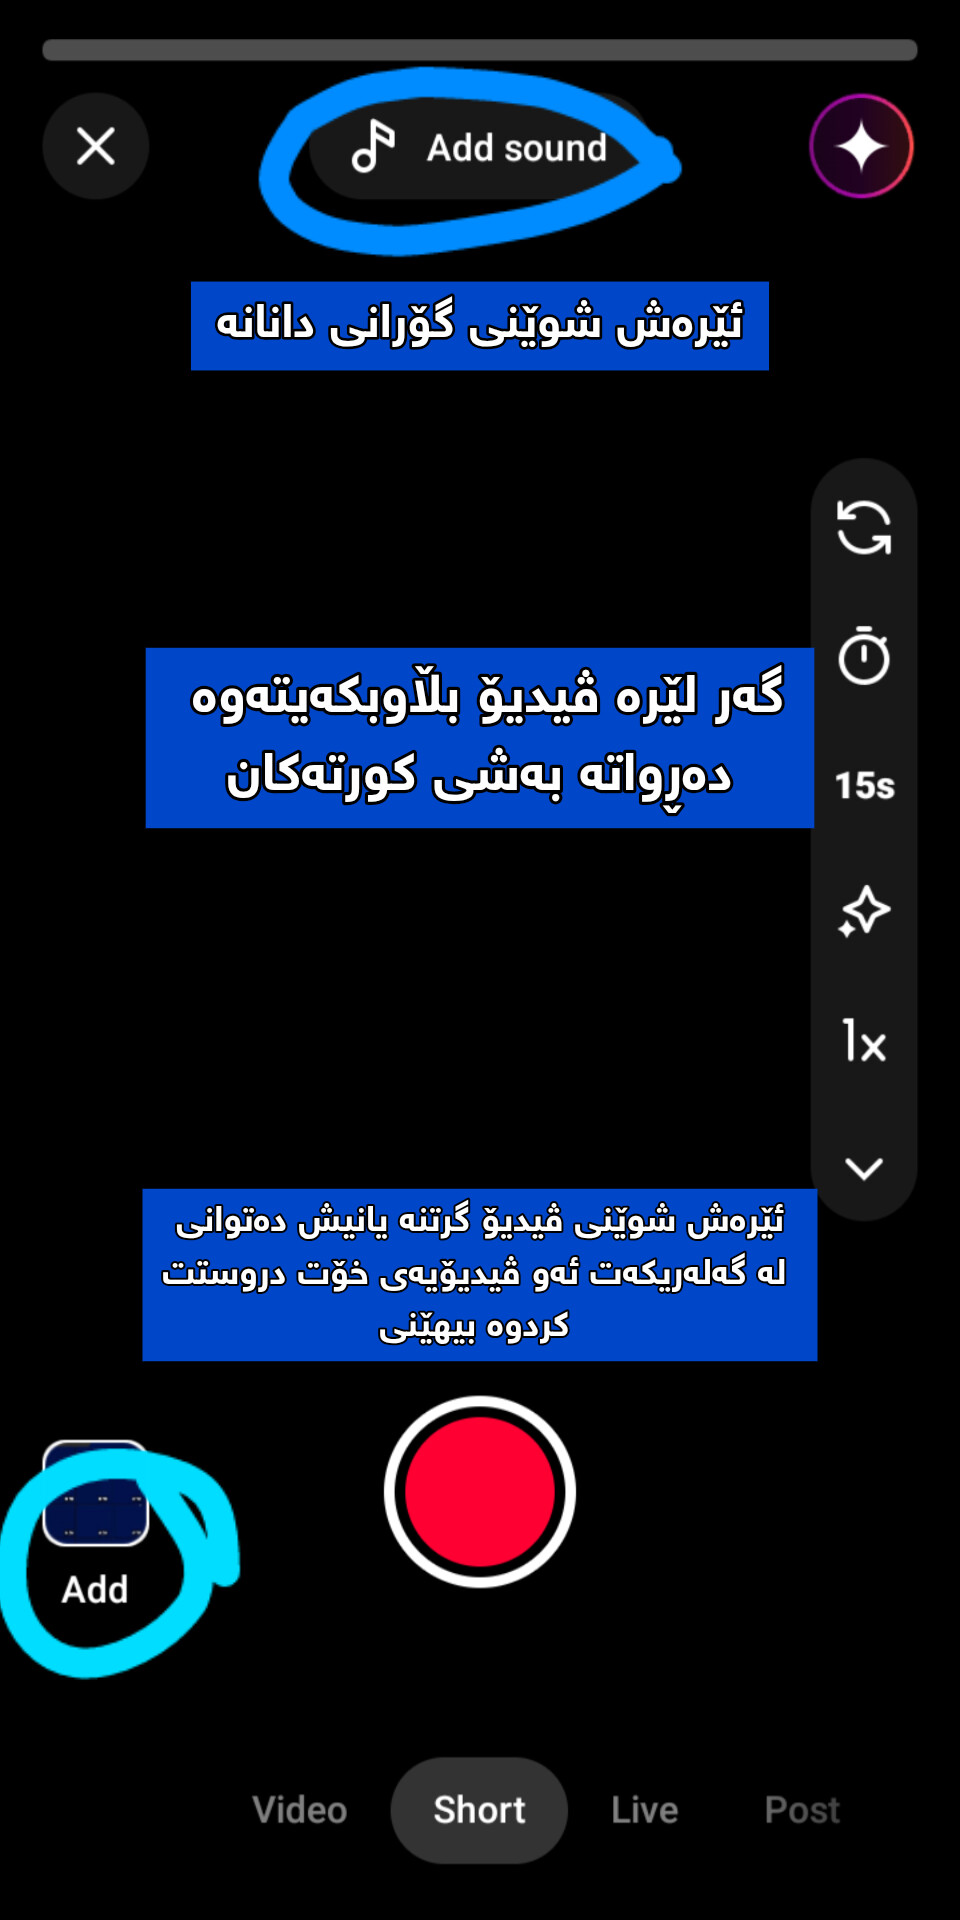 Add sound
ئێرەش شوێنی گۆرانی دانانە
گەر لێرە ڤیدیۆ بڵاوبکەیتەوە
دەڕواتە بەشی کورتەکان
15s
1x
ئێرەش شوێنی ڤیدیۆ گرتنە یانیش دەتوانی
لە گەلەریکەت ئەو ڤیدیۆیەی خۆت دروستت
کردوە بیهێنی
Add
Video Short Live Post